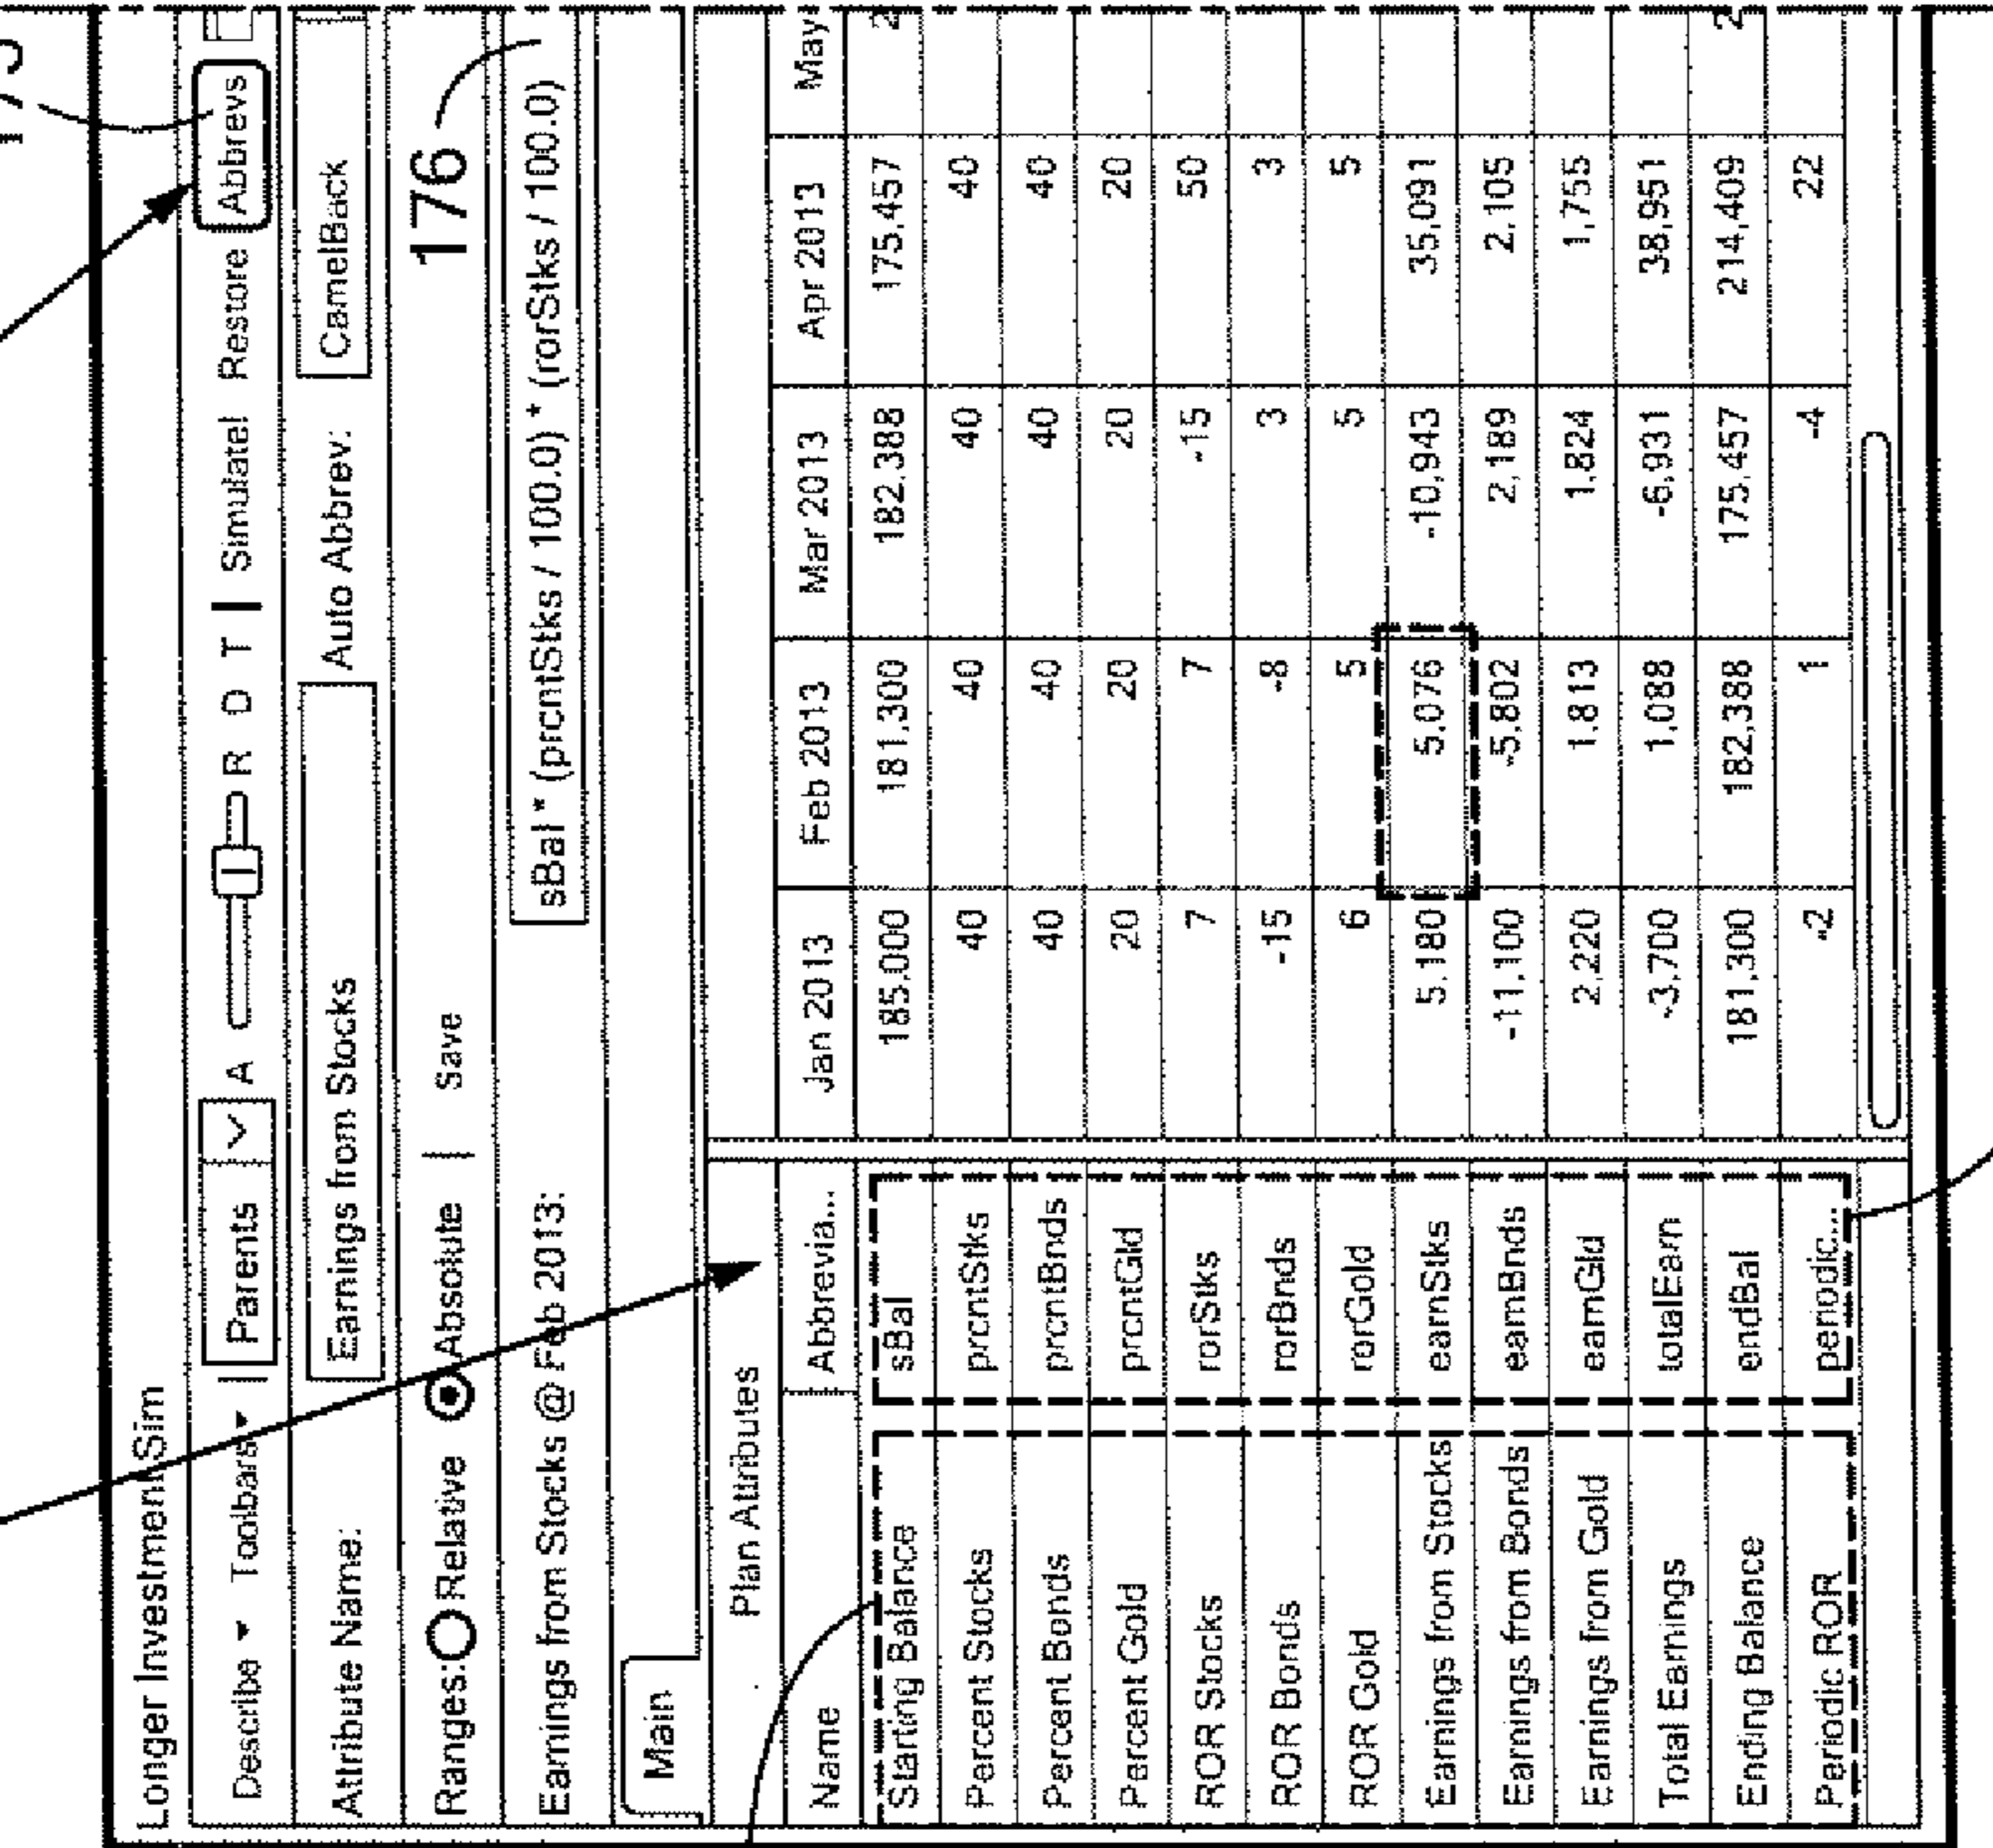 Longer Investment Sim
Describe Toolbars Parents A I R O T Simulate! Restore Abbrevs
Attribute Name: Earnings from Stocks Auto Abbrev: CamelBack
Ranges: Relative Absolute Save 176
Earnings from Stocks @ Feb 2013: sBal * (prcntStks / 100.0) * (rorStks / 100.0)
Main
Plan Attributes
Name Abbrevia... Jan 2013 Feb 2013 Mar 2013 Apr 2013 May
Starting Balance sBal 185,000 181,300 182,388 175,457 2
Percent Stocks prcntStks 40 40 40 40
Percent Bonds prcntBnds 40 40 40 40
Percent Gold prcntGld 20 20 20 20
ROR Stocks rorStks 7 7 -15 50
ROR Bonds rorBnds -15 -8 3 3
ROR Gold rorGold 6 5 5 5
Earnings from Stocks earnStks 5,180 5,076 -10,943 35,091
Earnings from Bonds earnBnds -11,100 -5,802 2,189 2,105
Earnings from Gold earnGld 2,220 1,813 1,824 1,755
Total Earnings totalEarn -3,700 1,088 -6,931 38,951
Ending Balance endBal 181,300 182,388 175,457 214,409 2
Periodic ROR periodic... -2 1 -4 22